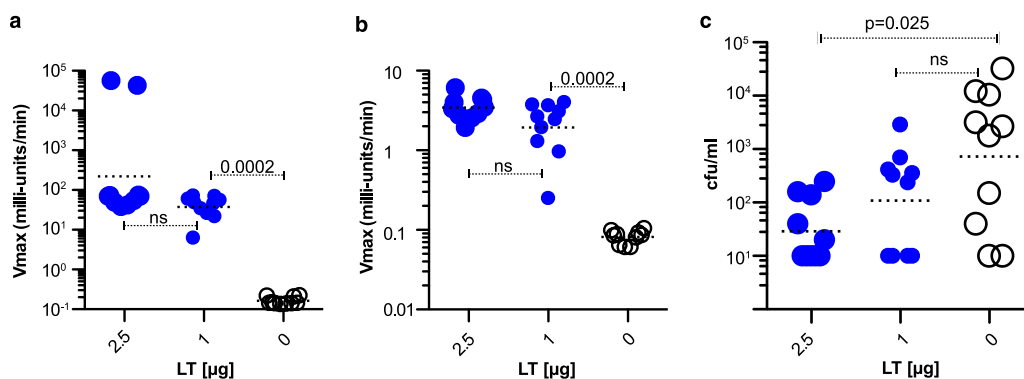 a
Vmax (milli-units/min)
10⁵
10⁴
10³
10²
10¹
10⁰
10⁻¹
0.0002
ns
2.5
1
0
LT [µg]
b
Vmax (milli-units/min)
10
1
0.1
0.01
0.0002
ns
2.5
1
0
LT [µg]
c
cfu/ml
10⁵
10⁴
10³
10²
10¹
p=0.025
ns
2.5
1
0
LT [µg]